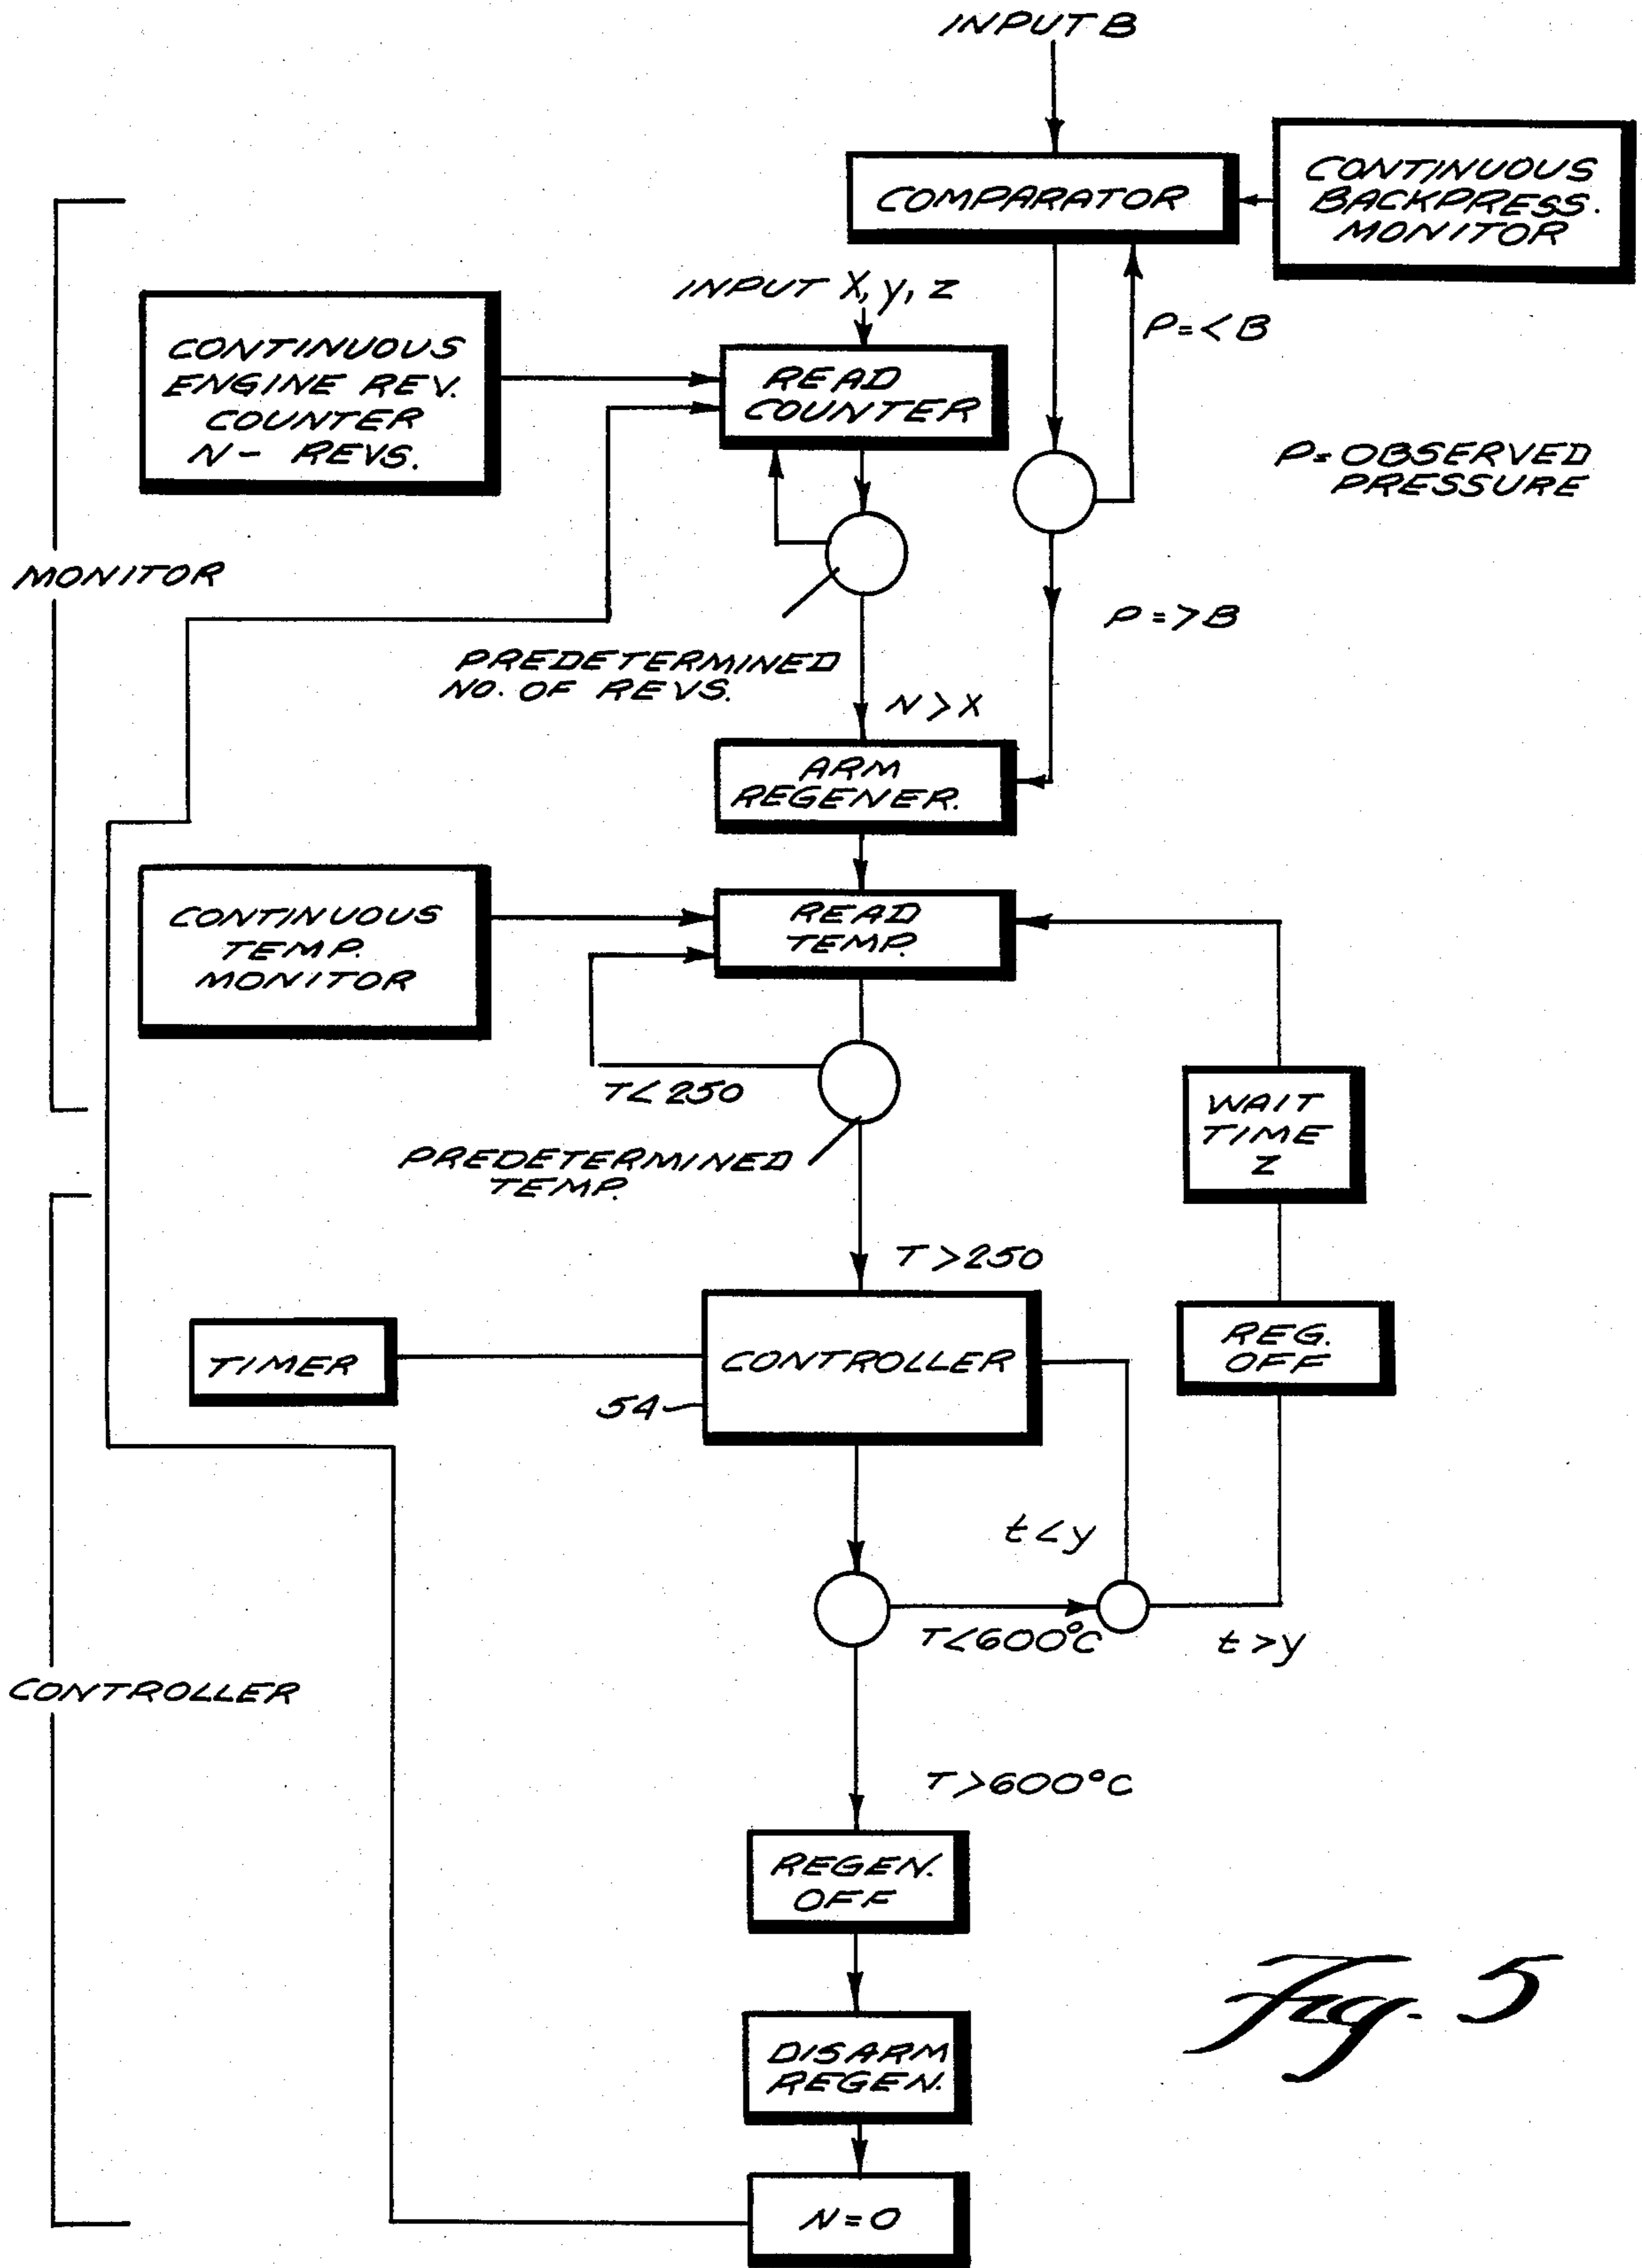 INPUT B
COMPARATOR
CONTINUOUS
BACKPRESS.
MONITOR
INPUT X, y, z
CONTINUOUS
ENGINE REV.
COUNTER
N- REVS.
READ
COUNTER
P=<B
P=OBSERVED
PRESSURE
MONITOR
P=>B
PREDETERMINED
NO. OF REVS.
N>X
ARM
REGENER.
CONTINUOUS
TEMP.
MONITOR
READ
TEMP.
T<250
PREDETERMINED
TEMP.
WAIT
TIME
Z
T>250
TIMER
CONTROLLER
54
REG.
OFF
t<y
T<600°C
t>y
CONTROLLER
T>600°C
REGEN.
OFF
DISARM
REGEN.
N=0
Fig. 5